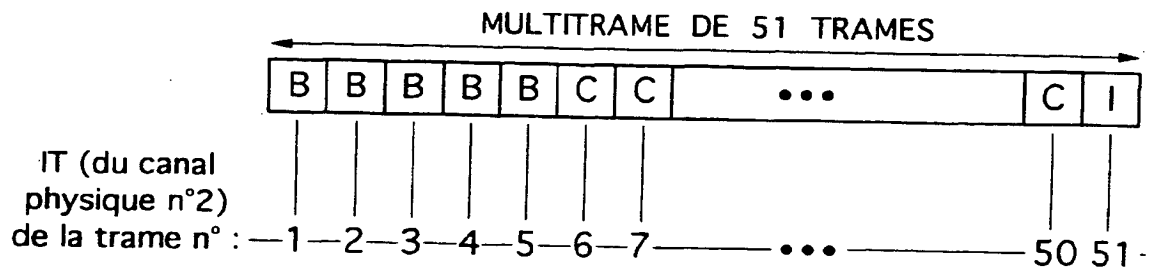 MULTITRAME DE 51 TRAMES
B B B B B C C ••• C I
IT (du canal
physique n°2)
de la trame n° : —1—2—3—4—5—6—7— ••• —50 51 -